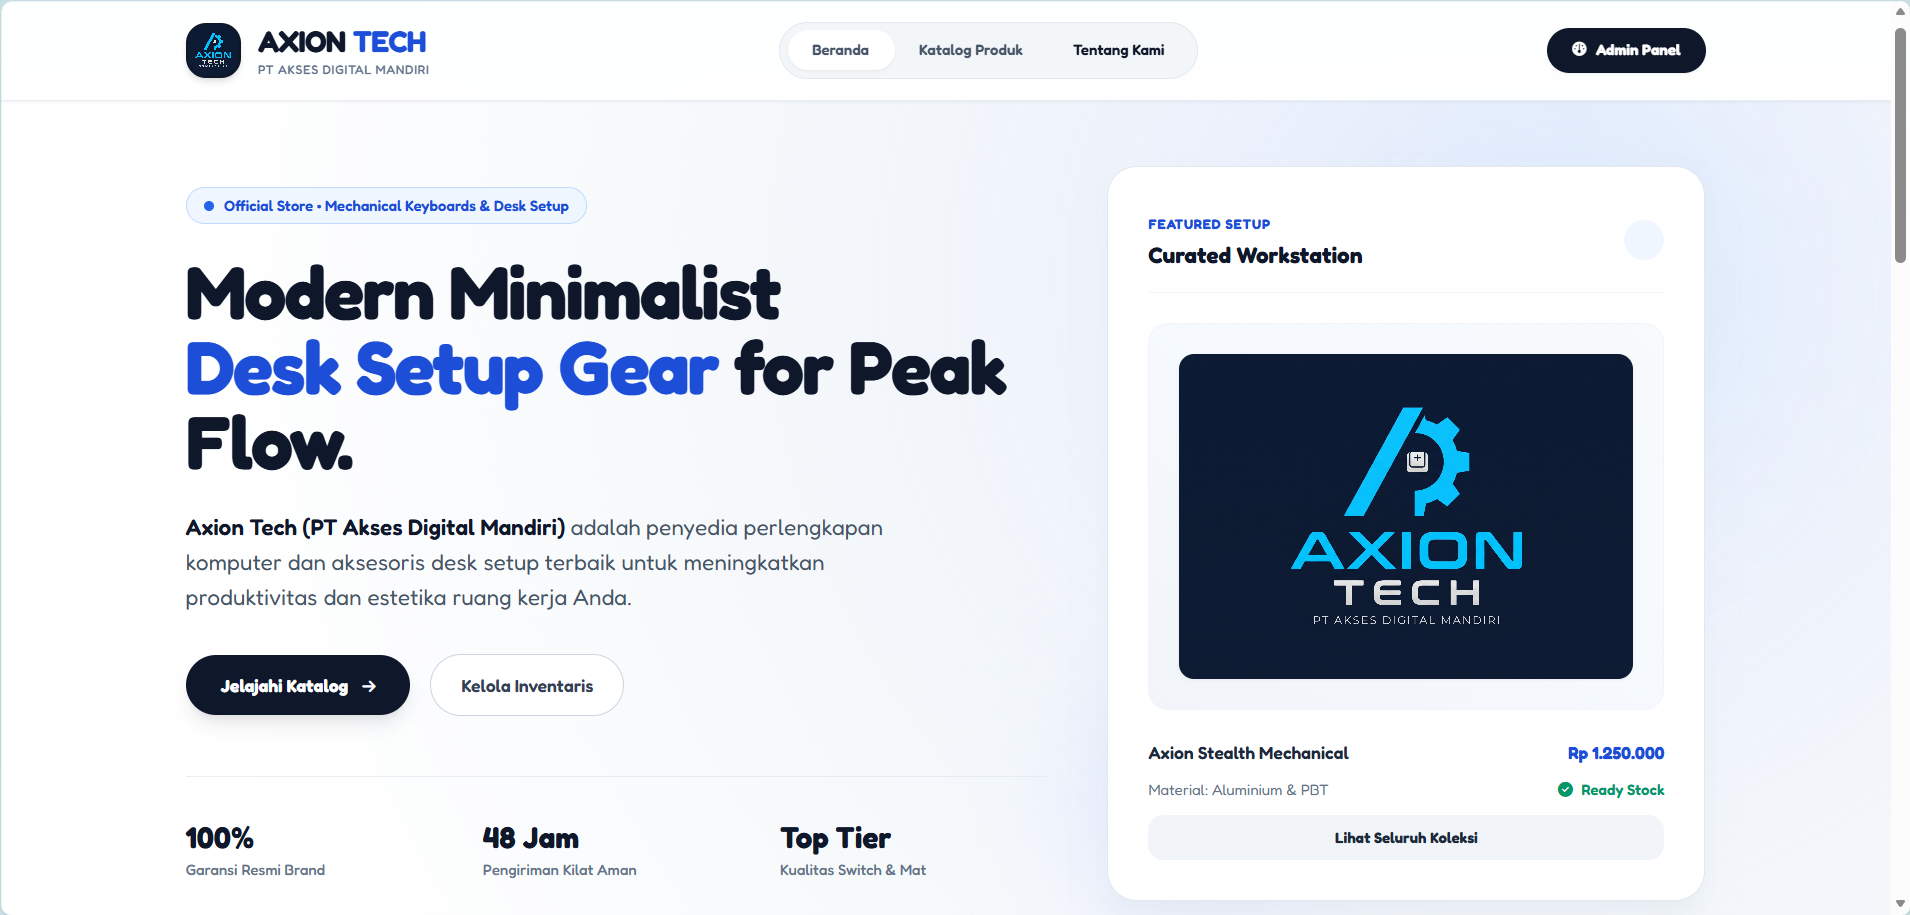 AXION TECH
AXION TECH
PT AKSES DIGITAL MANDIRI
Beranda
Katalog Produk
Tentang Kami
Admin Panel
Official Store • Mechanical Keyboards & Desk Setup
Modern Minimalist
Desk Setup Gear for Peak
Flow.
Axion Tech (PT Akses Digital Mandiri) adalah penyedia perlengkapan
komputer dan aksesoris desk setup terbaik untuk meningkatkan
produktivitas dan estetika ruang kerja Anda.
Jelajahi Katalog →
Kelola Inventaris
100%
Garansi Resmi Brand
48 Jam
Pengiriman Kilat Aman
Top Tier
Kualitas Switch & Mat
FEATURED SETUP
Curated Workstation
AXION
TECH
PT AKSES DIGITAL MANDIRI
Axion Stealth Mechanical
Rp 1.250.000
Material: Aluminium & PBT
Ready Stock
Lihat Seluruh Koleksi